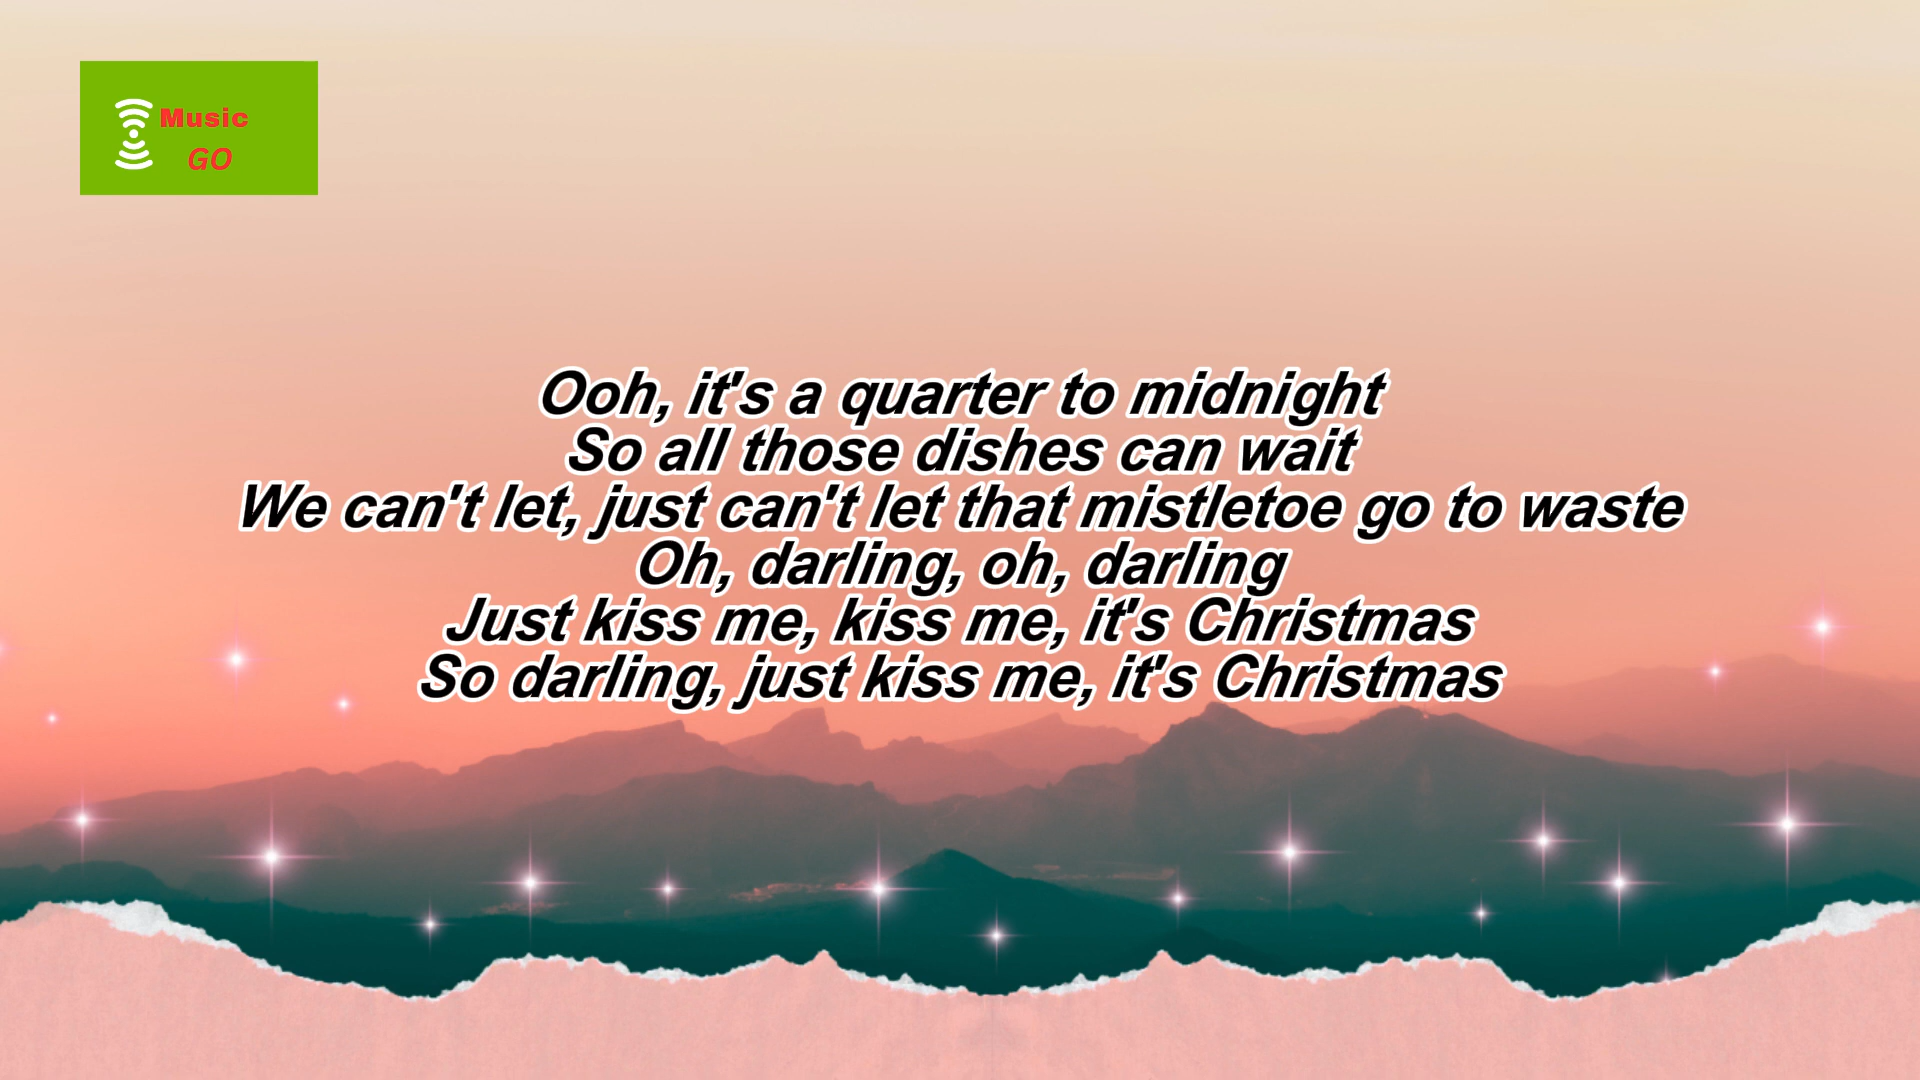 Music
GO
Ooh, it's a quarter to midnight
So all those dishes can wait
We can't let, just can't let that mistletoe go to waste
Oh, darling, oh, darling
Just kiss me, kiss me, it's Christmas
So darling, just kiss me, it's Christmas